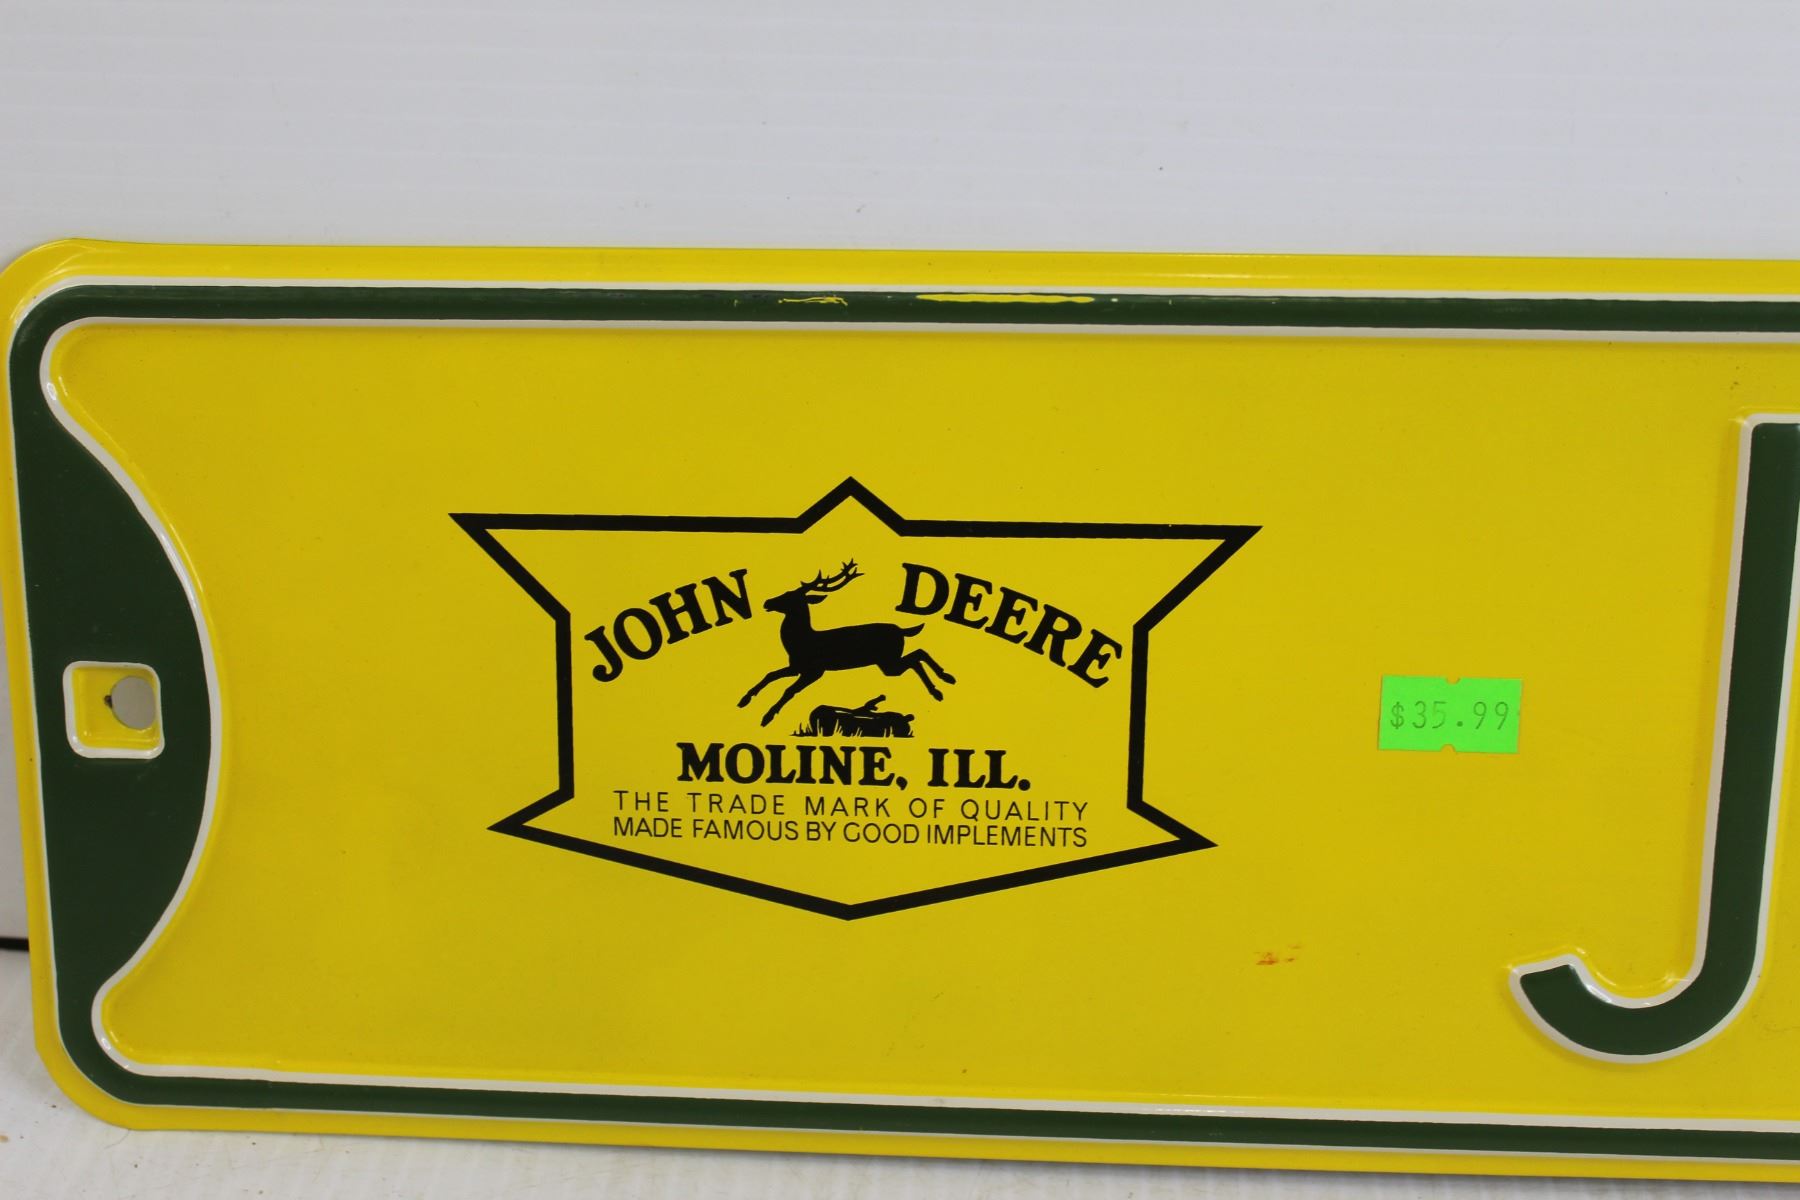 JOHN DEERE
MOLINE, ILL.
THE TRADE MARK OF QUALITY
MADE FAMOUS BY GOOD IMPLEMENTS
$35.99
J